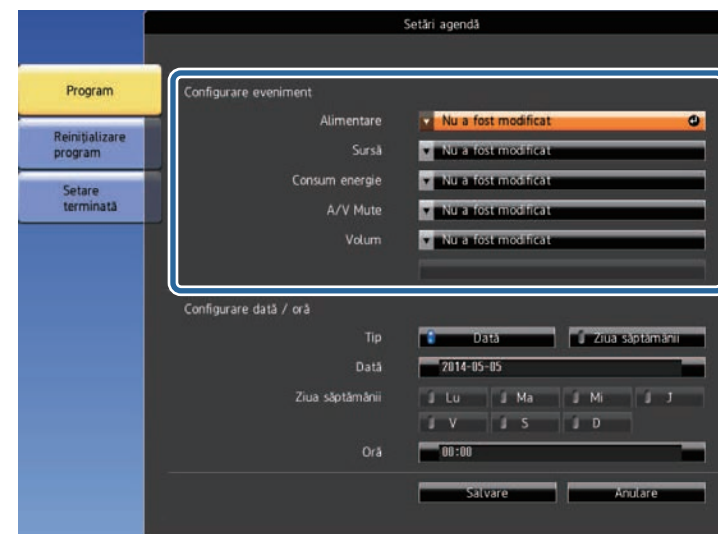 Setări agendă
Program
Reinițializare
program
Setare
terminată
Configurare eveniment
Alimentare Nu a fost modificat
Sursă Nu a fost modificat
Consum energie Nu a fost modificat
A/V Mute Nu a fost modificat
Volum Nu a fost modificat
Configurare dată / oră
Tip Dată Ziua săptămânii
Dată 2014-05-05
Ziua săptămânii Lu Ma Mi J
V S D
Oră 00:00
Salvare Anulare